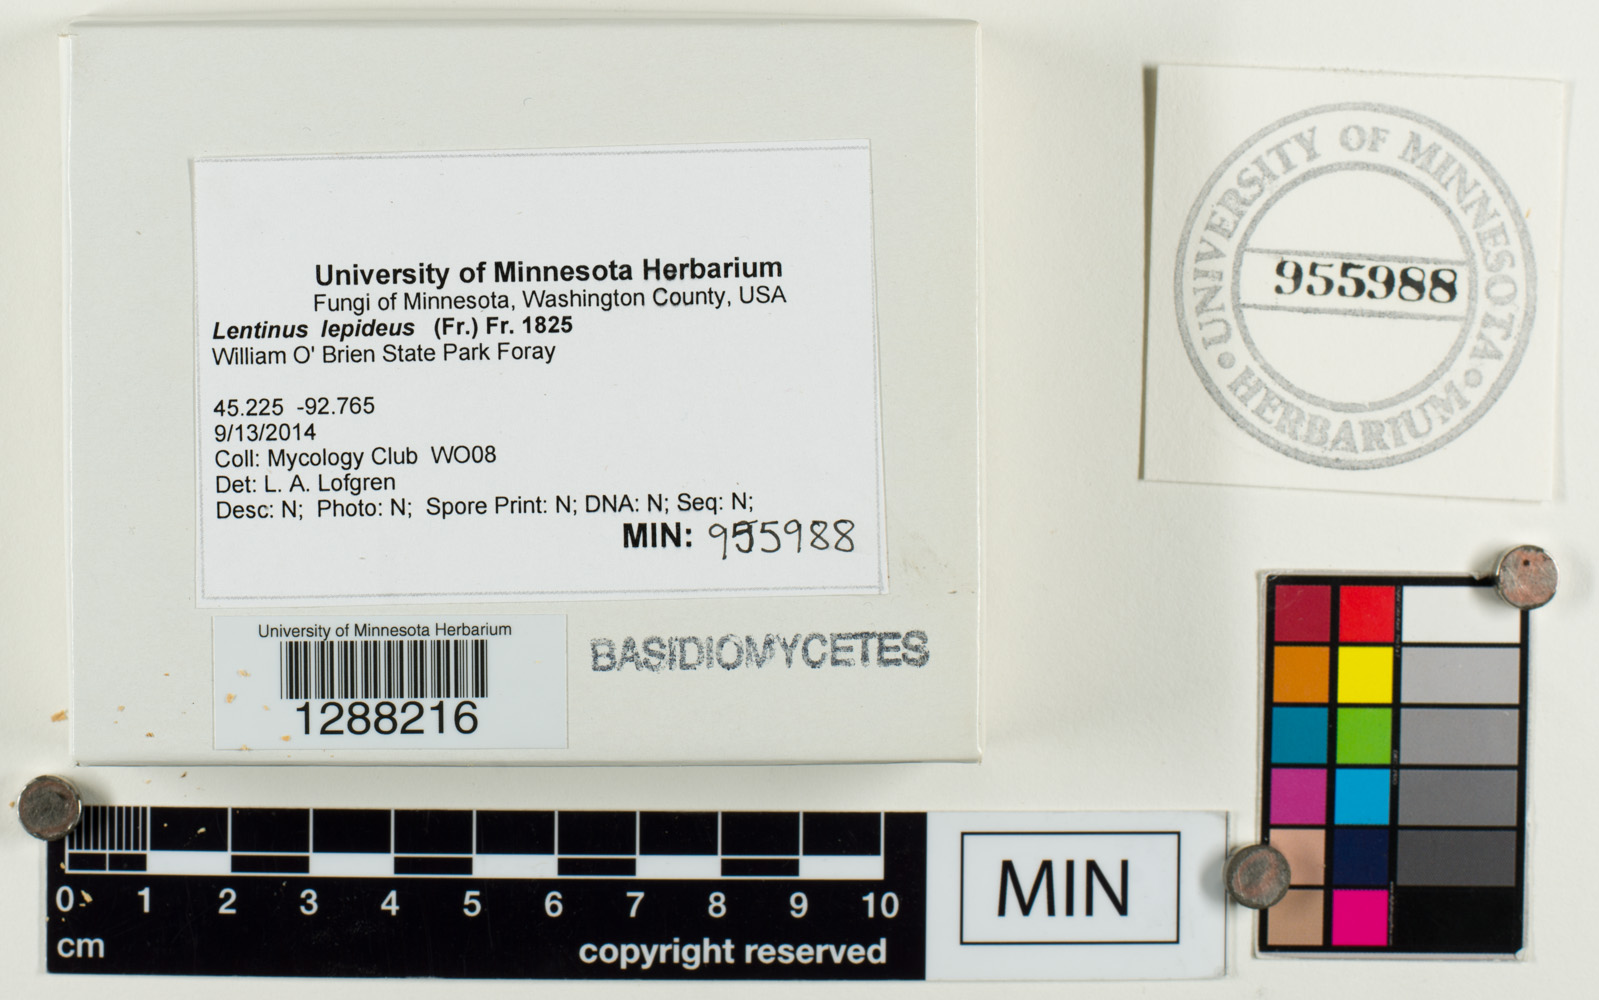 University of Minnesota Herbarium
Fungi of Minnesota, Washington County, USA
Lentinus lepideus (Fr.) Fr. 1825
William O' Brien State Park Foray
45.225 -92.765
9/13/2014
Coll: Mycology Club WO08
Det: L. A. Lofgren
Desc: N; Photo: N; Spore Print: N; DNA: N; Seq: N;
MIN: 955988
University of Minnesota Herbarium
1288216
BASIDIOMYCETES
UNIVERSITY OF MINNESOTA
955988
• HERBARIUM •
0 1 2 3 4 5 6 7 8 9 10
cm
copyright reserved
MIN